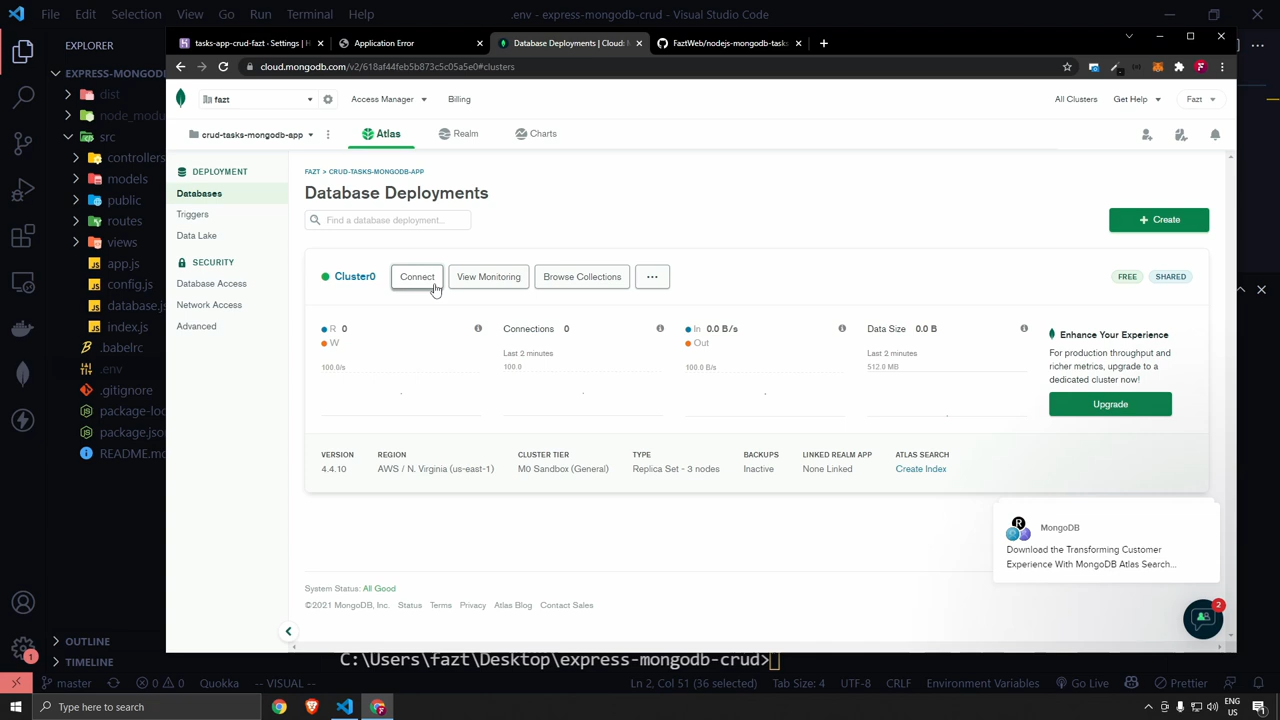 File
Edit
Selection
View
Go
Run
Terminal
Help
.env - express-mongodb-crud - Visual Studio Code
EXPLORER
EXPRESS-MONGOD
dist
node_modu
src
controllers
models
public
routes
views
app.js
config.js
database.js
index.js
.babelrc
.env
.gitignore
package-loc
package.json
README.md
OUTLINE
TIMELINE
tasks-app-crud-fazt - Settings | H
Application Error
Database Deployments | Cloud: M
FaztWeb/nodejs-mongodb-tasks
cloud.mongodb.com/v2/618af44feb5b873c5c05a5e0#clusters
fazt
Access Manager
Billing
All Clusters
Get Help
Fazt
crud-tasks-mongodb-app
Atlas
Realm
Charts
DEPLOYMENT
Databases
Triggers
Data Lake
SECURITY
Database Access
Network Access
Advanced
FAZT > CRUD-TASKS-MONGODB-APP
Database Deployments
Find a database deployment...
+ Create
Cluster0
Connect
View Monitoring
Browse Collections
...
FREE
SHARED
R 0
W
100.0/s
Connections 0
Last 2 minutes
100.0
In 0.0 B/s
Out
100.0 B/s
Data Size 0.0 B
Last 2 minutes
512.0 MB
Enhance Your Experience
For production throughput and
richer metrics, upgrade to a
dedicated cluster now!
Upgrade
VERSION
4.4.10
REGION
AWS / N. Virginia (us-east-1)
CLUSTER TIER
M0 Sandbox (General)
TYPE
Replica Set - 3 nodes
BACKUPS
Inactive
LINKED REALM APP
None Linked
ATLAS SEARCH
Create Index
MongoDB
Download the Transforming Customer
Experience With MongoDB Atlas Search...
2
System Status: All Good
©2021 MongoDB, Inc. Status Terms Privacy Atlas Blog Contact Sales
C:\Users\fazt\Desktop\express-mongodb-crud>
1
master
0
0
Quokka
-- VISUAL --
Ln 2, Col 51 (36 selected)
Tab Size: 4
UTF-8
CRLF
Environment Variables
Go Live
Prettier
Type here to search
ENG
US